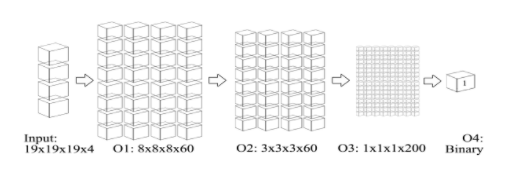 Input:
19x19x19x4
O1: 8x8x8x60
O2: 3x3x3x60
O3: 1x1x1x200
O4:
Binary
1